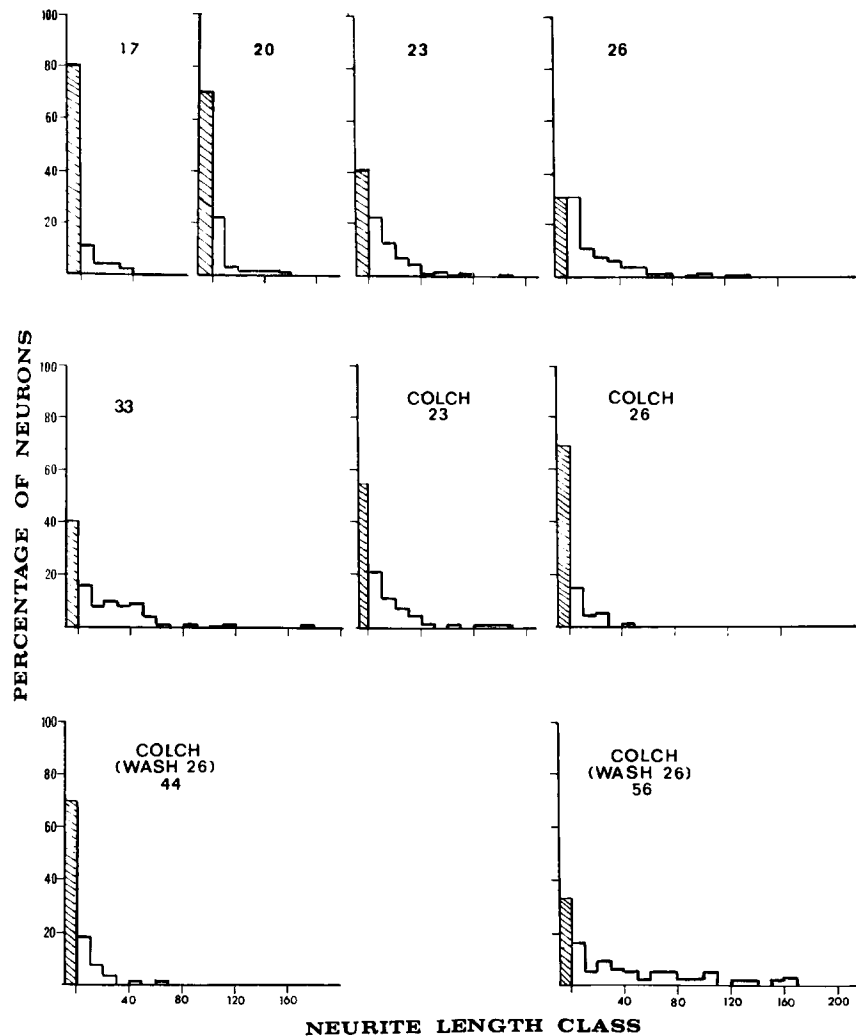 100
80
60
40
20
17
20
23
26
PERCENTAGE OF NEURONS
100
80
60
40
20
33
COLCH
23
COLCH
26
100
80
60
40
20
COLCH
(WASH 26)
44
COLCH
(WASH 26)
56
40 80 120 160
40 80 120 160 200
NEURITE LENGTH CLASS